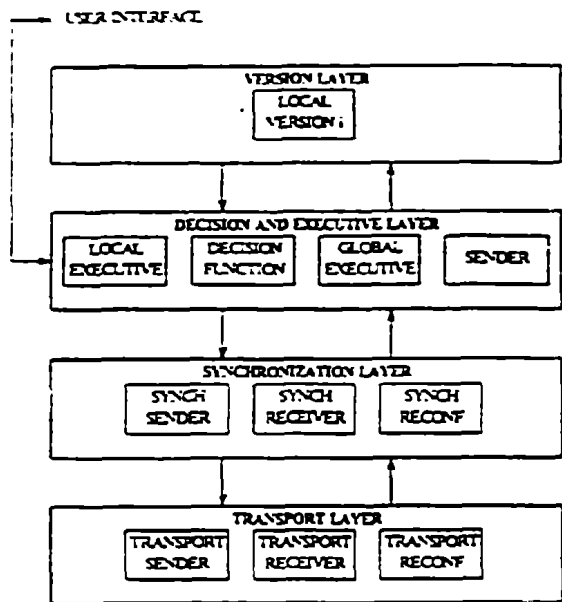 USER INTERFACE
VERSION LAYER
LOCAL
VERSION i
DECISION AND EXECUTIVE LAYER
LOCAL
EXECUTIVE
DECISION
FUNCTION
GLOBAL
EXECUTIVE
SENDER
SYNCHRONIZATION LAYER
SYNCH
SENDER
SYNCH
RECEIVER
SYNCH
RECONF
TRANSPORT LAYER
TRANSPORT
SENDER
TRANSPORT
RECEIVER
TRANSPORT
RECONF